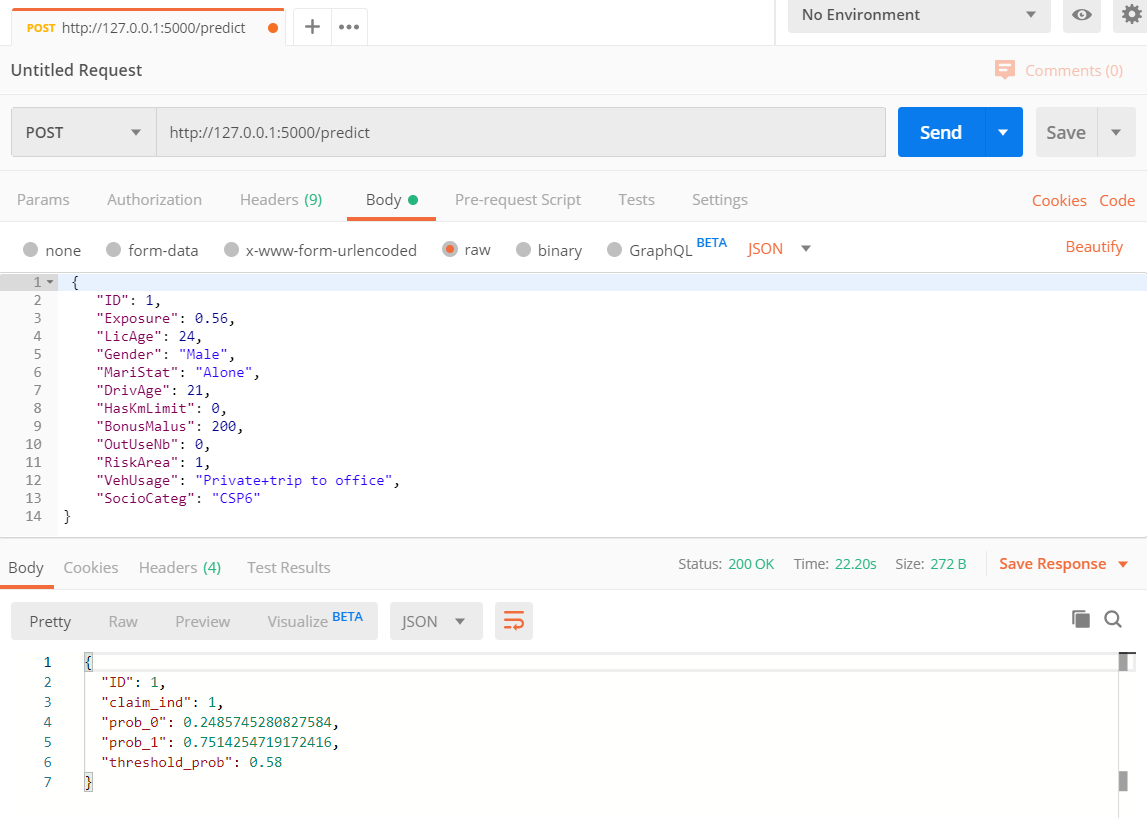 POST http://127.0.0.1:5000/predict
No Environment
Untitled Request
Comments (0)
POST http://127.0.0.1:5000/predict Send Save
Params Authorization Headers (9) Body Pre-request Script Tests Settings Cookies Code
none form-data x-www-form-urlencoded raw binary GraphQL BETA JSON Beautify
1 {
2 "ID": 1,
3 "Exposure": 0.56,
4 "LicAge": 24,
5 "Gender": "Male",
6 "MariStat": "Alone",
7 "DrivAge": 21,
8 "HasKmLimit": 0,
9 "BonusMalus": 200,
10 "OutUseNb": 0,
11 "RiskArea": 1,
12 "VehUsage": "Private+trip to office",
13 "SocioCateg": "CSP6"
14 }
Body Cookies Headers (4) Test Results Status: 200 OK Time: 22.20s Size: 272 B Save Response
Pretty Raw Preview Visualize BETA JSON
1 {
2 "ID": 1,
3 "claim_ind": 1,
4 "prob_0": 0.2485745280827584,
5 "prob_1": 0.7514254719172416,
6 "threshold_prob": 0.58
7 }